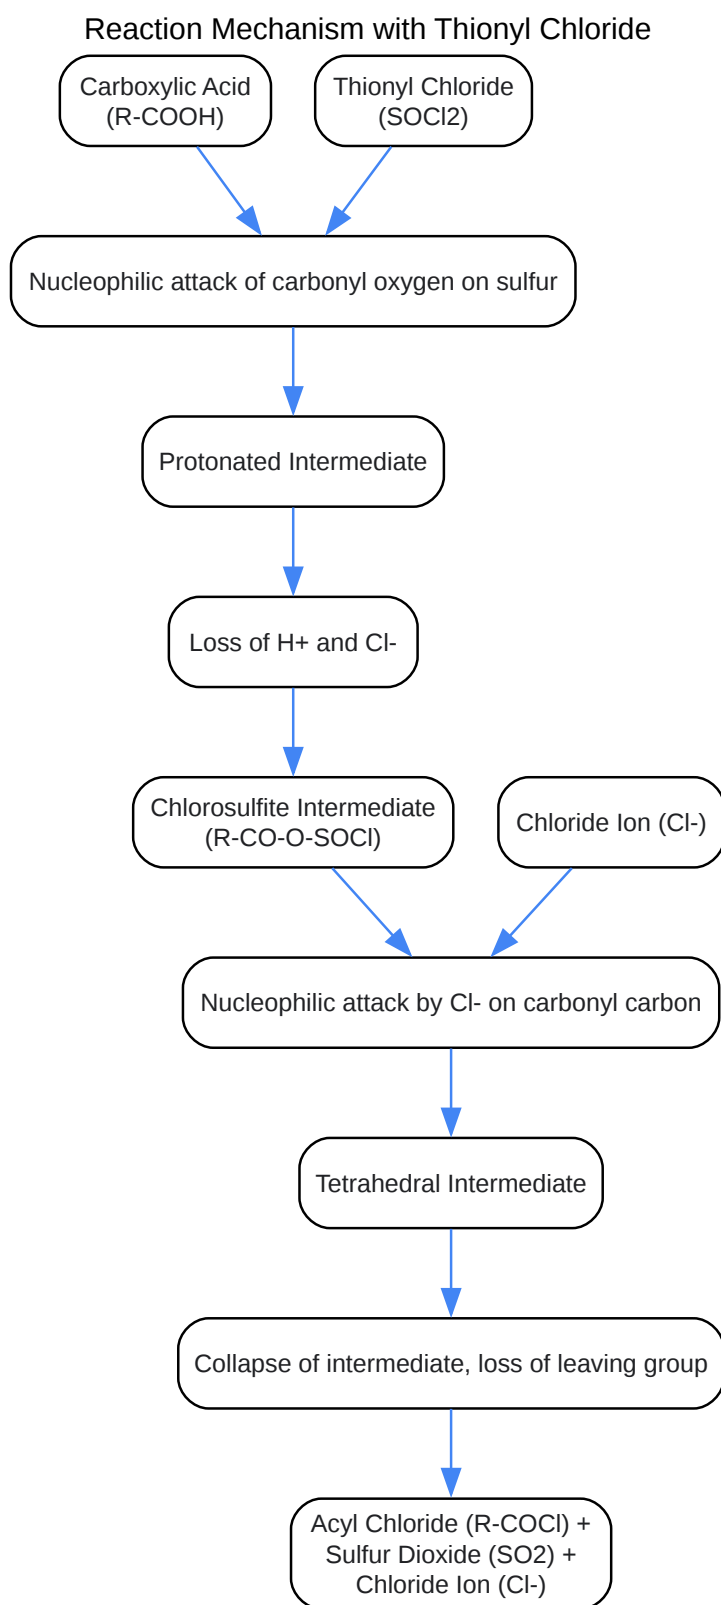 Reaction Mechanism with Thionyl Chloride
Carboxylic Acid
(R-COOH)
Thionyl Chloride
(SOCl2)
Nucleophilic attack of carbonyl oxygen on sulfur
Protonated Intermediate
Loss of H+ and Cl-
Chlorosulfite Intermediate
(R-CO-O-SOCl)
Chloride Ion (Cl-)
Nucleophilic attack by Cl- on carbonyl carbon
Tetrahedral Intermediate
Collapse of intermediate, loss of leaving group
Acyl Chloride (R-COCl) +
Sulfur Dioxide (SO2) +
Chloride Ion (Cl-)